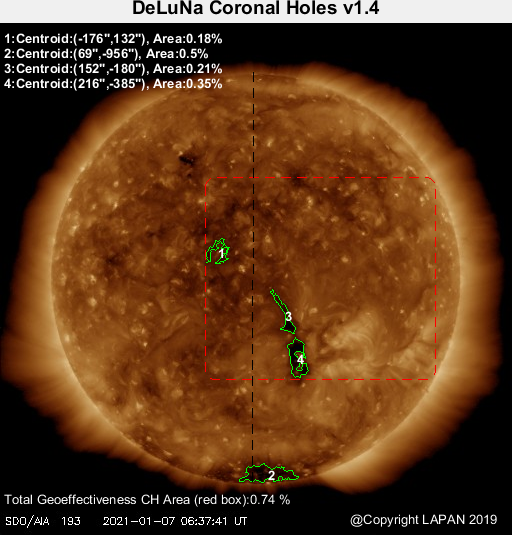 DeLuNa Coronal Holes v1.4
1:Centroid:(-176",132"), Area:0.18%
2:Centroid:(69",-956"), Area:0.5%
3:Centroid:(152",-180"), Area:0.21%
4:Centroid:(216",-385"), Area:0.35%
1
3
4
2
Total Geoeffectiveness CH Area (red box):0.74 %
SDO/AIA 193 2021-01-07 06:37:41 UT
@Copyright LAPAN 2019